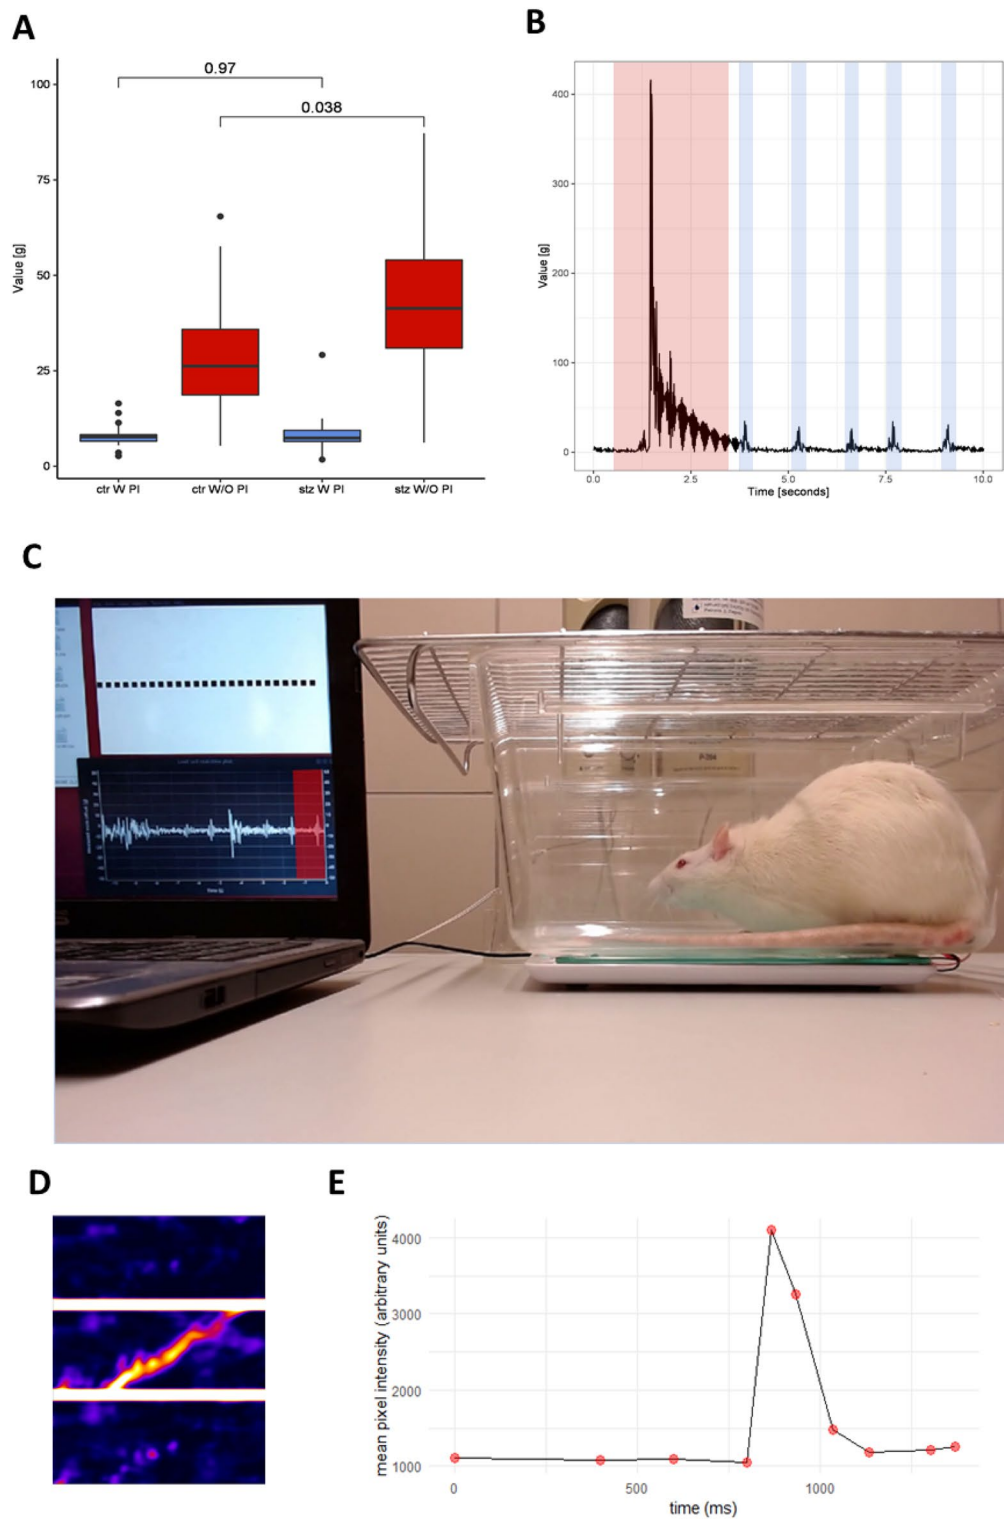 A
B
0.97
0.038
100
75
50
25
0
Value [g]
ctr W PI
ctr W/O PI
stz W PI
stz W/O PI
400
300
200
100
0
Value [g]
0.0
2.5
5.0
7.5
10.0
Time [seconds]
C
P-204
D
E
4000
3000
2000
1000
mean pixel intensity (arbitrary units)
0
500
1000
time (ms)